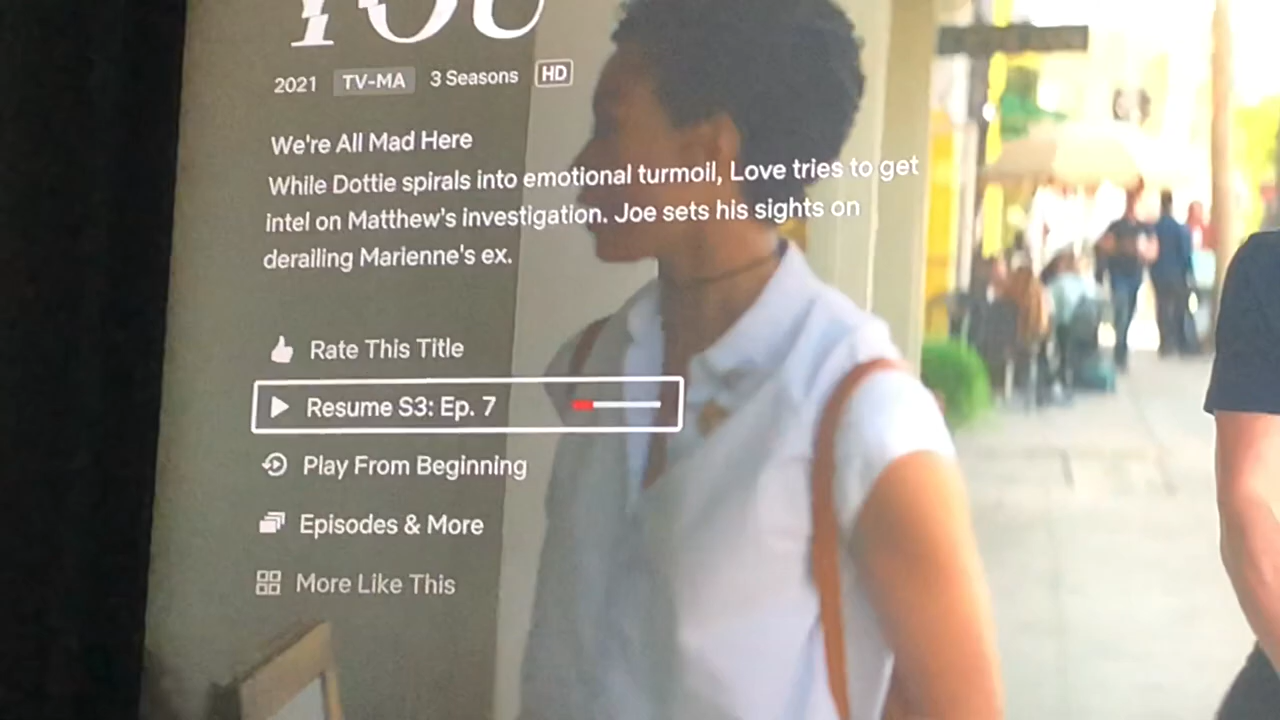 YOU
2021 TV-MA 3 Seasons HD
We're All Mad Here
While Dottie spirals into emotional turmoil, Love tries to get
intel on Matthew's investigation. Joe sets his sights on
derailing Marienne's ex.
Rate This Title
Resume S3: Ep. 7
Play From Beginning
Episodes & More
More Like This